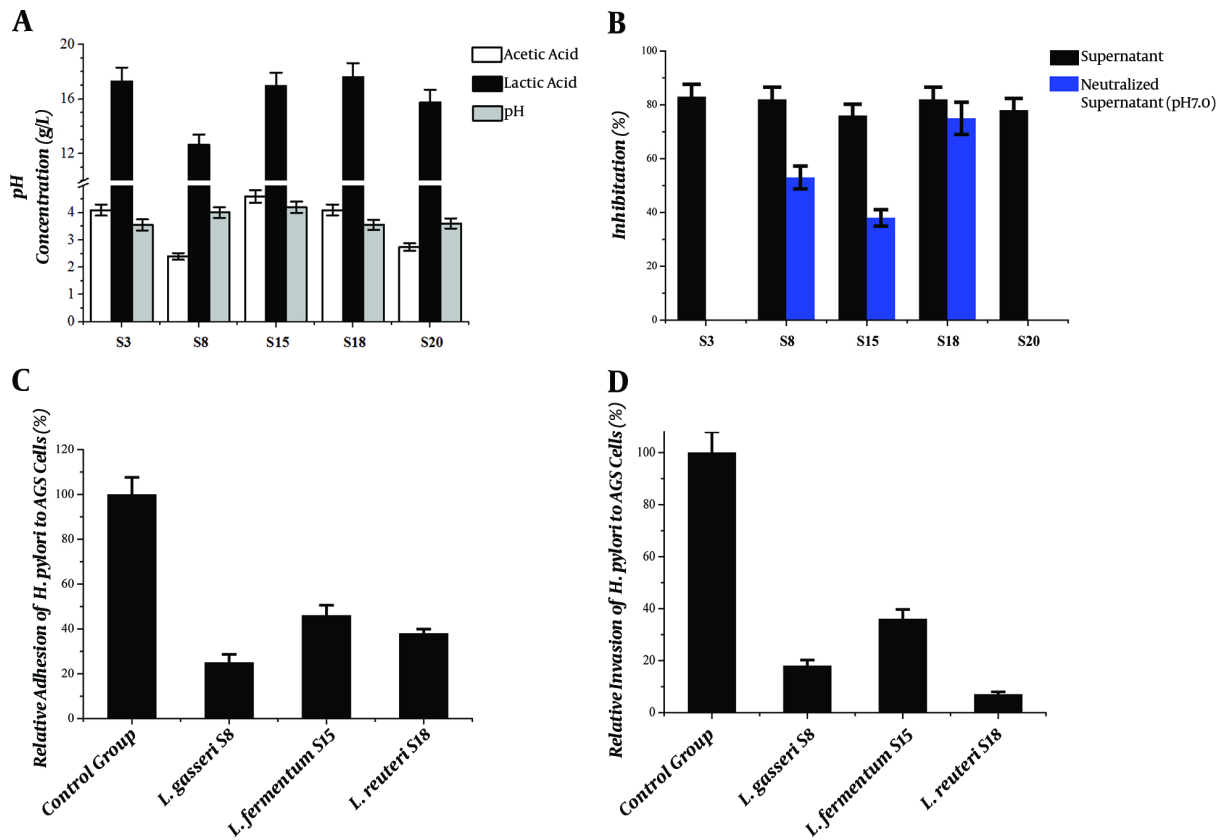 A
pH
Concentration (g/L)
20
16
12
4
3
2
1
0
S3
S8
S15
S18
S20
Acetic Acid
Lactic Acid
pH
B
Inhibitation (%)
100
80
60
40
20
0
S3
S8
S15
S18
S20
Supernatant
Neutralized
Supernatant (pH7.0)
C
Relative Adhesion of H. pylori to AGS Cells (%)
120
100
80
60
40
20
0
Control Group
L. gasseri S8
L. fermentum S15
L. reuteri S18
D
Relative Invasion of H. pylori to AGS Cells (%)
100
80
60
40
20
0
Control Group
L. gasseri S8
L. fermentum S15
L. reuteri S18